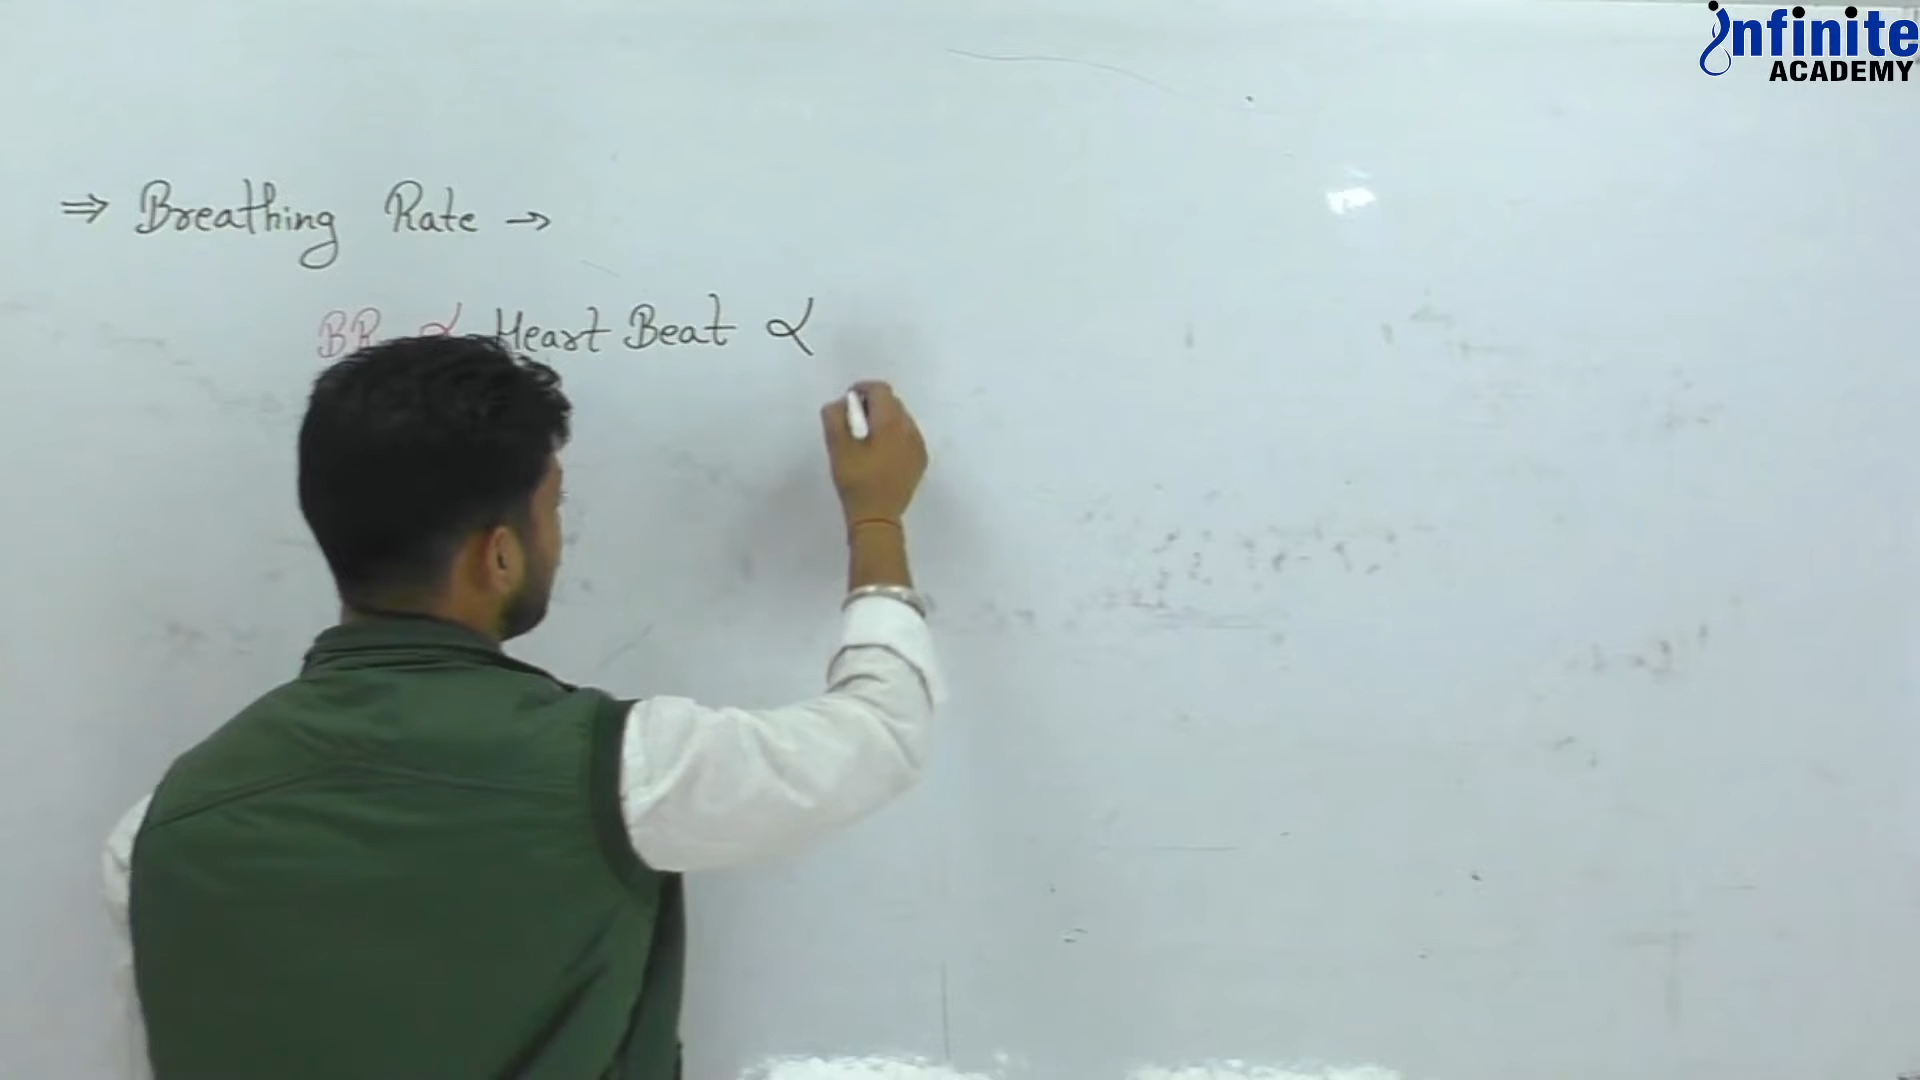 infinite
ACADEMY
⇒ Breathing Rate →
BR ∝ Heart Beat ∝